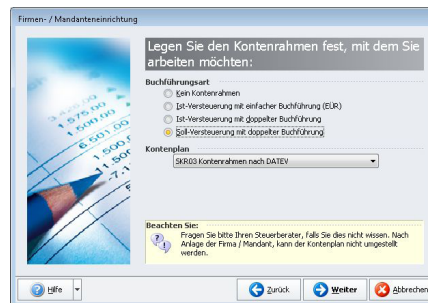 Firmen- / Mandanteneinrichtung
Legen Sie den Kontenrahmen fest, mit dem Sie
arbeiten möchten:
Buchführungsart
Kein Kontenrahmen
Ist-Versteuerung mit einfacher Buchführung (EÜR)
Ist-Versteuerung mit doppelter Buchführung
Soll-Versteuerung mit doppelter Buchführung
Kontenplan
SKR03 Kontenrahmen nach DATEV
Beachten Sie:
Fragen Sie bitte Ihren Steuerberater, falls Sie dies nicht wissen. Nach
Anlage der Firma / Mandant, kann der Kontenplan nicht umgestellt
werden.
Hilfe
Zurück
Weiter
Abbrechen